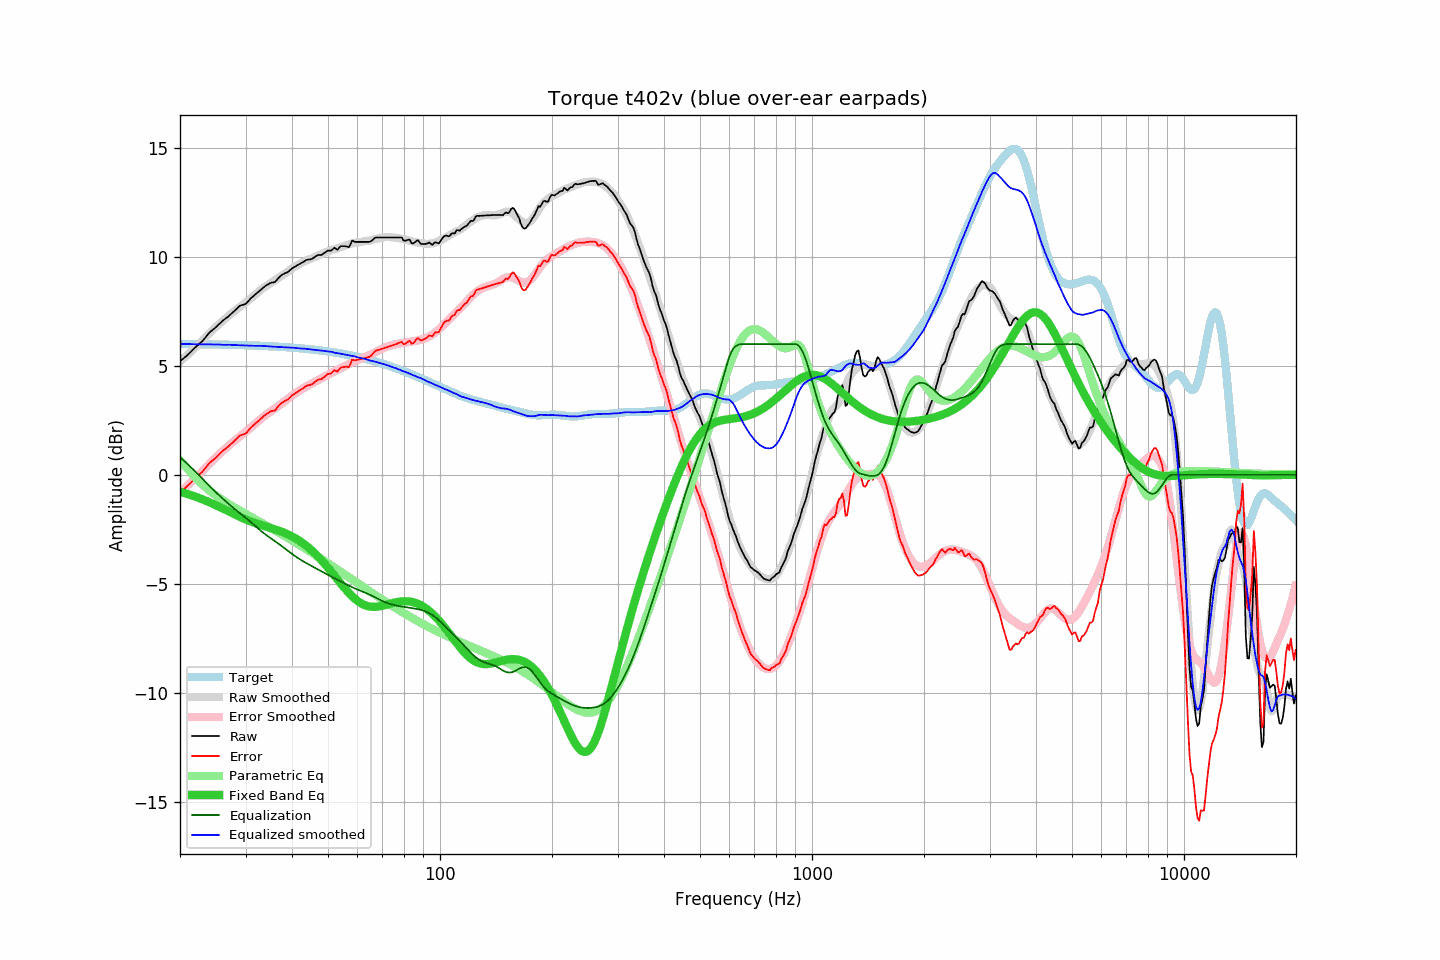 Torque t402v (blue over-ear earpads)
15
10
5
0
−5
−10
−15
Amplitude (dBr)
Target
Raw Smoothed
Error Smoothed
Raw
Error
Parametric Eq
Fixed Band Eq
Equalization
Equalized smoothed
100
1000
10000
Frequency (Hz)